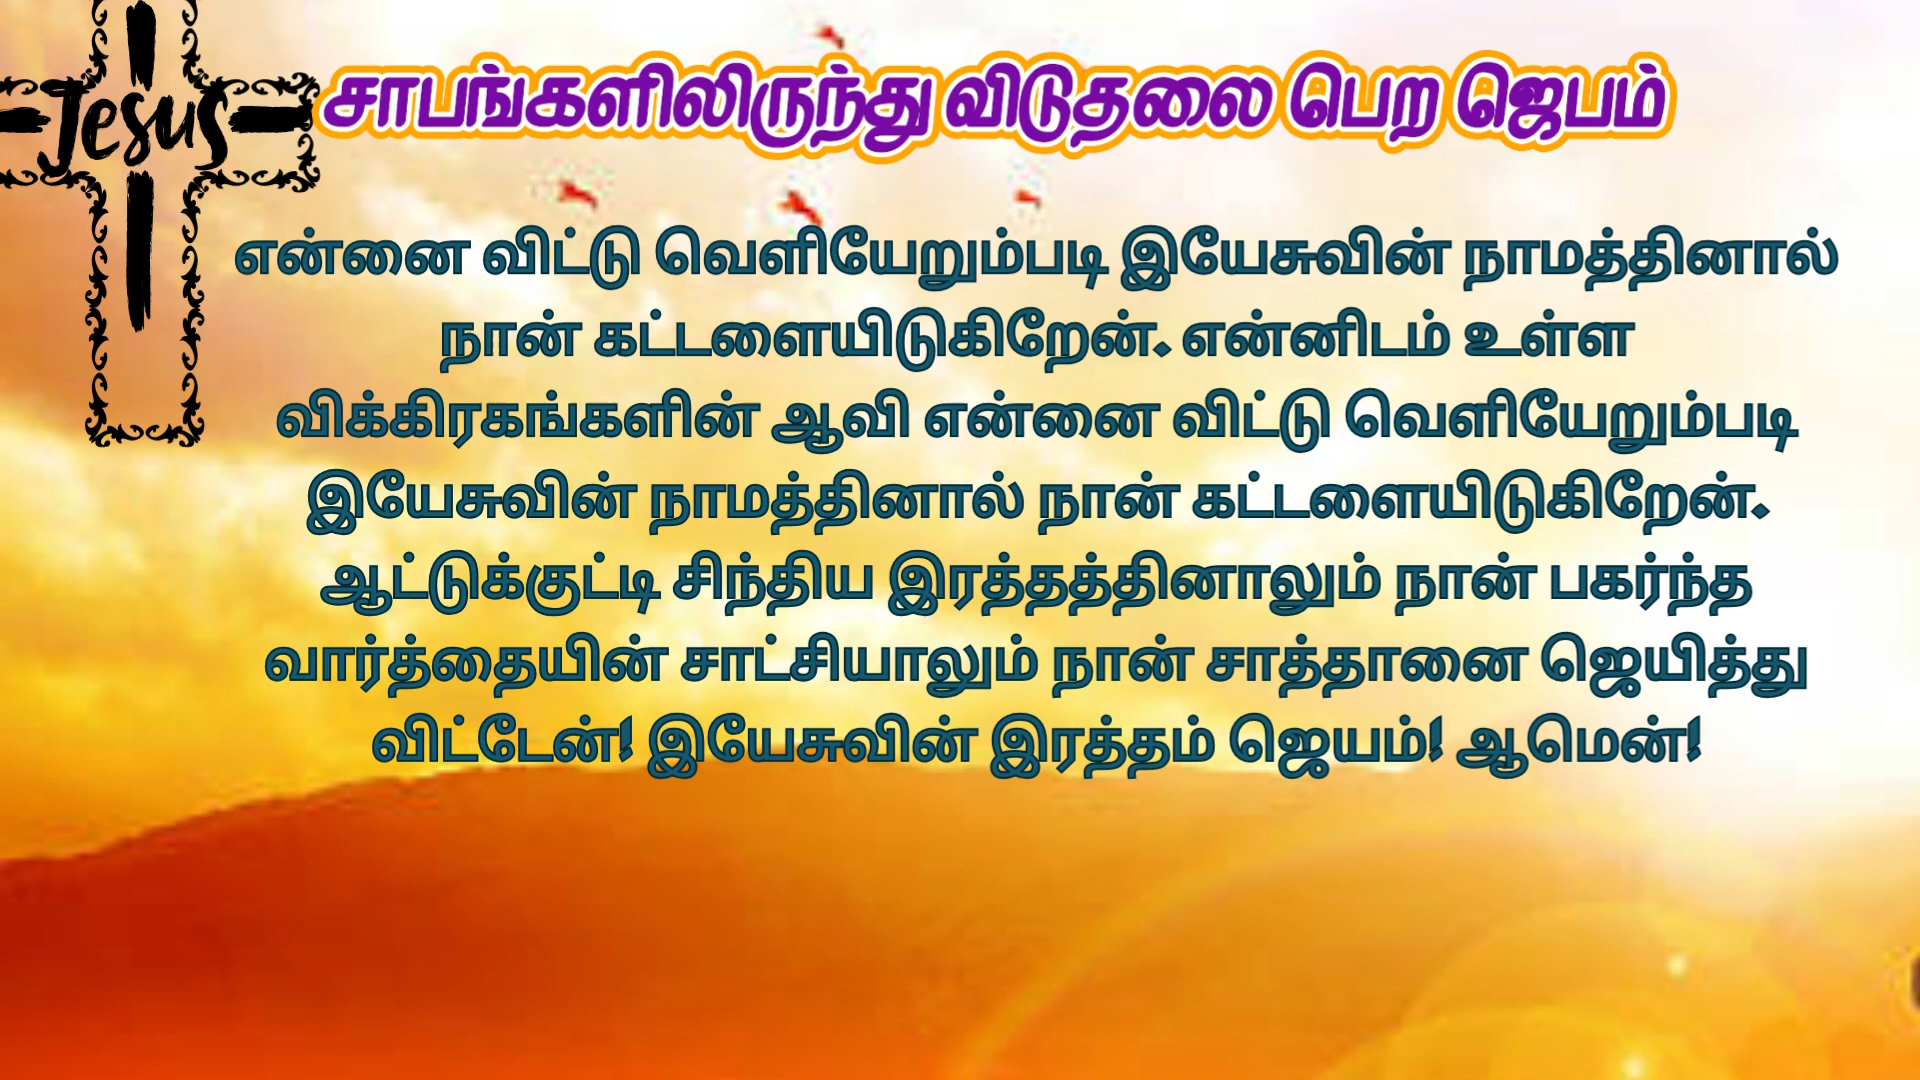 Jesus
சாபங்களிலிருந்து விடுதலை பெற ஜெபம்
என்னை விட்டு வெளியேறும்படி இயேசுவின் நாமத்தினால்
நான் கட்டளையிடுகிறேன். என்னிடம் உள்ள
விக்கிரகங்களின் ஆவி என்னை விட்டு வெளியேறும்படி
இயேசுவின் நாமத்தினால் நான் கட்டளையிடுகிறேன்.
ஆட்டுக்குட்டி சிந்திய இரத்தத்தினாலும் நான் பகர்ந்த
வார்த்தையின் சாட்சியாலும் நான் சாத்தானை ஜெயித்து
விட்டேன்! இயேசுவின் இரத்தம் ஜெயம்! ஆமென்!